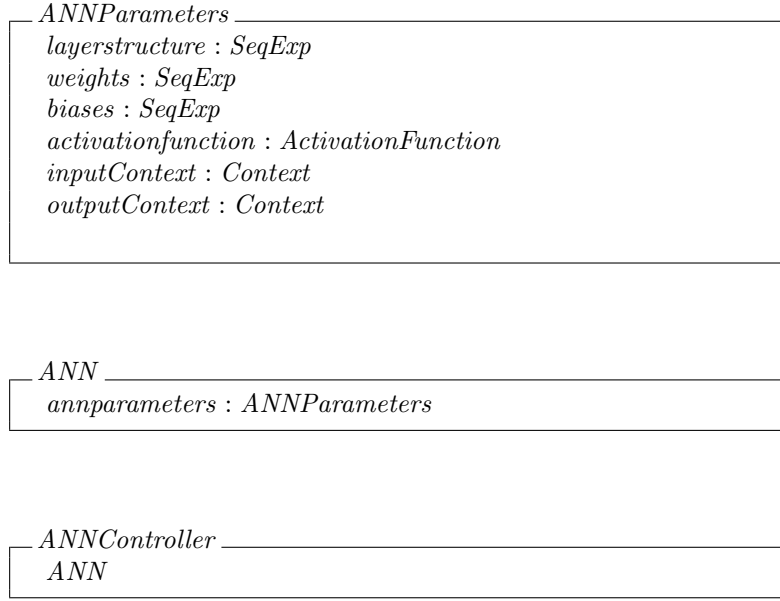 ANNParameters
layerstructure : SeqExp
weights : SeqExp
biases : SeqExp
activationfunction : ActivationFunction
inputContext : Context
outputContext : Context
ANN
annparameters : ANNParameters
ANNController
ANN